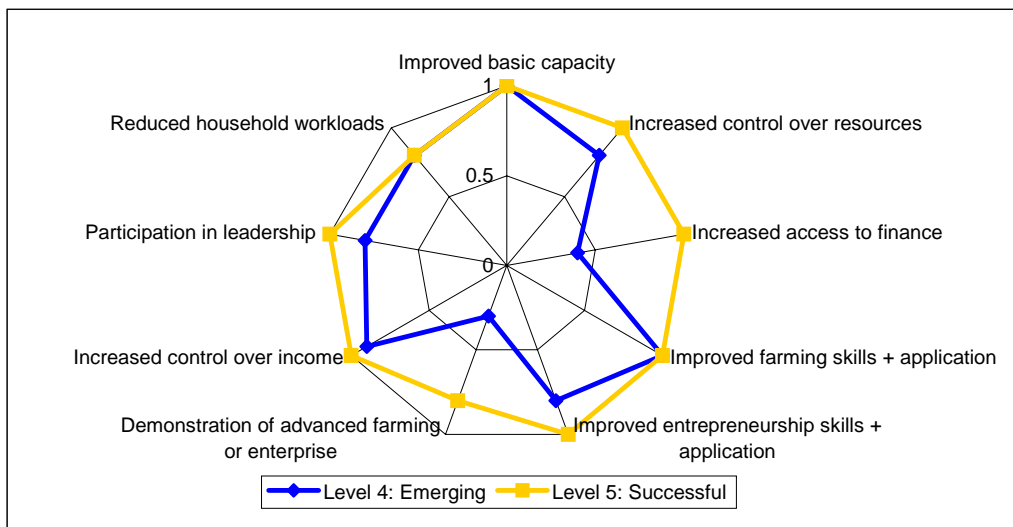 Improved basic capacity
1
Reduced household workloads
Increased control over resources
0.5
Participation in leadership
Increased access to finance
0
Increased control over income
Improved farming skills + application
Demonstration of advanced farming
or enterprise
Improved entrepreneurship skills +
application
Level 4: Emerging
Level 5: Successful